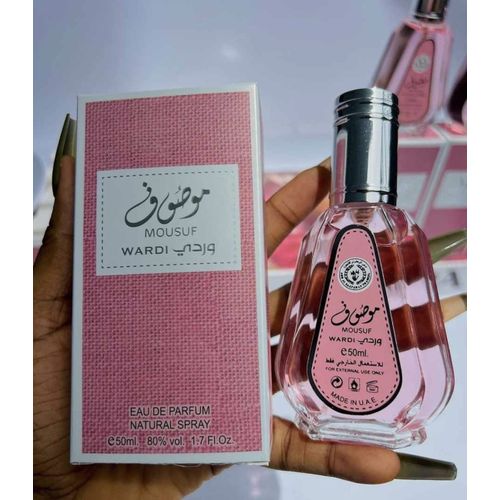 موصوف
MOUSUF
WARDI وردي
EAU DE PARFUM
NATURAL SPRAY
℮50ml. 80% vol. 1.7 Fl.Oz.
موصوف
MOUSUF
WARDI وردي
℮50ml.
للاستعمال الخارجي فقط
FOR EXTERNAL USE ONLY
MADE IN U.A.E